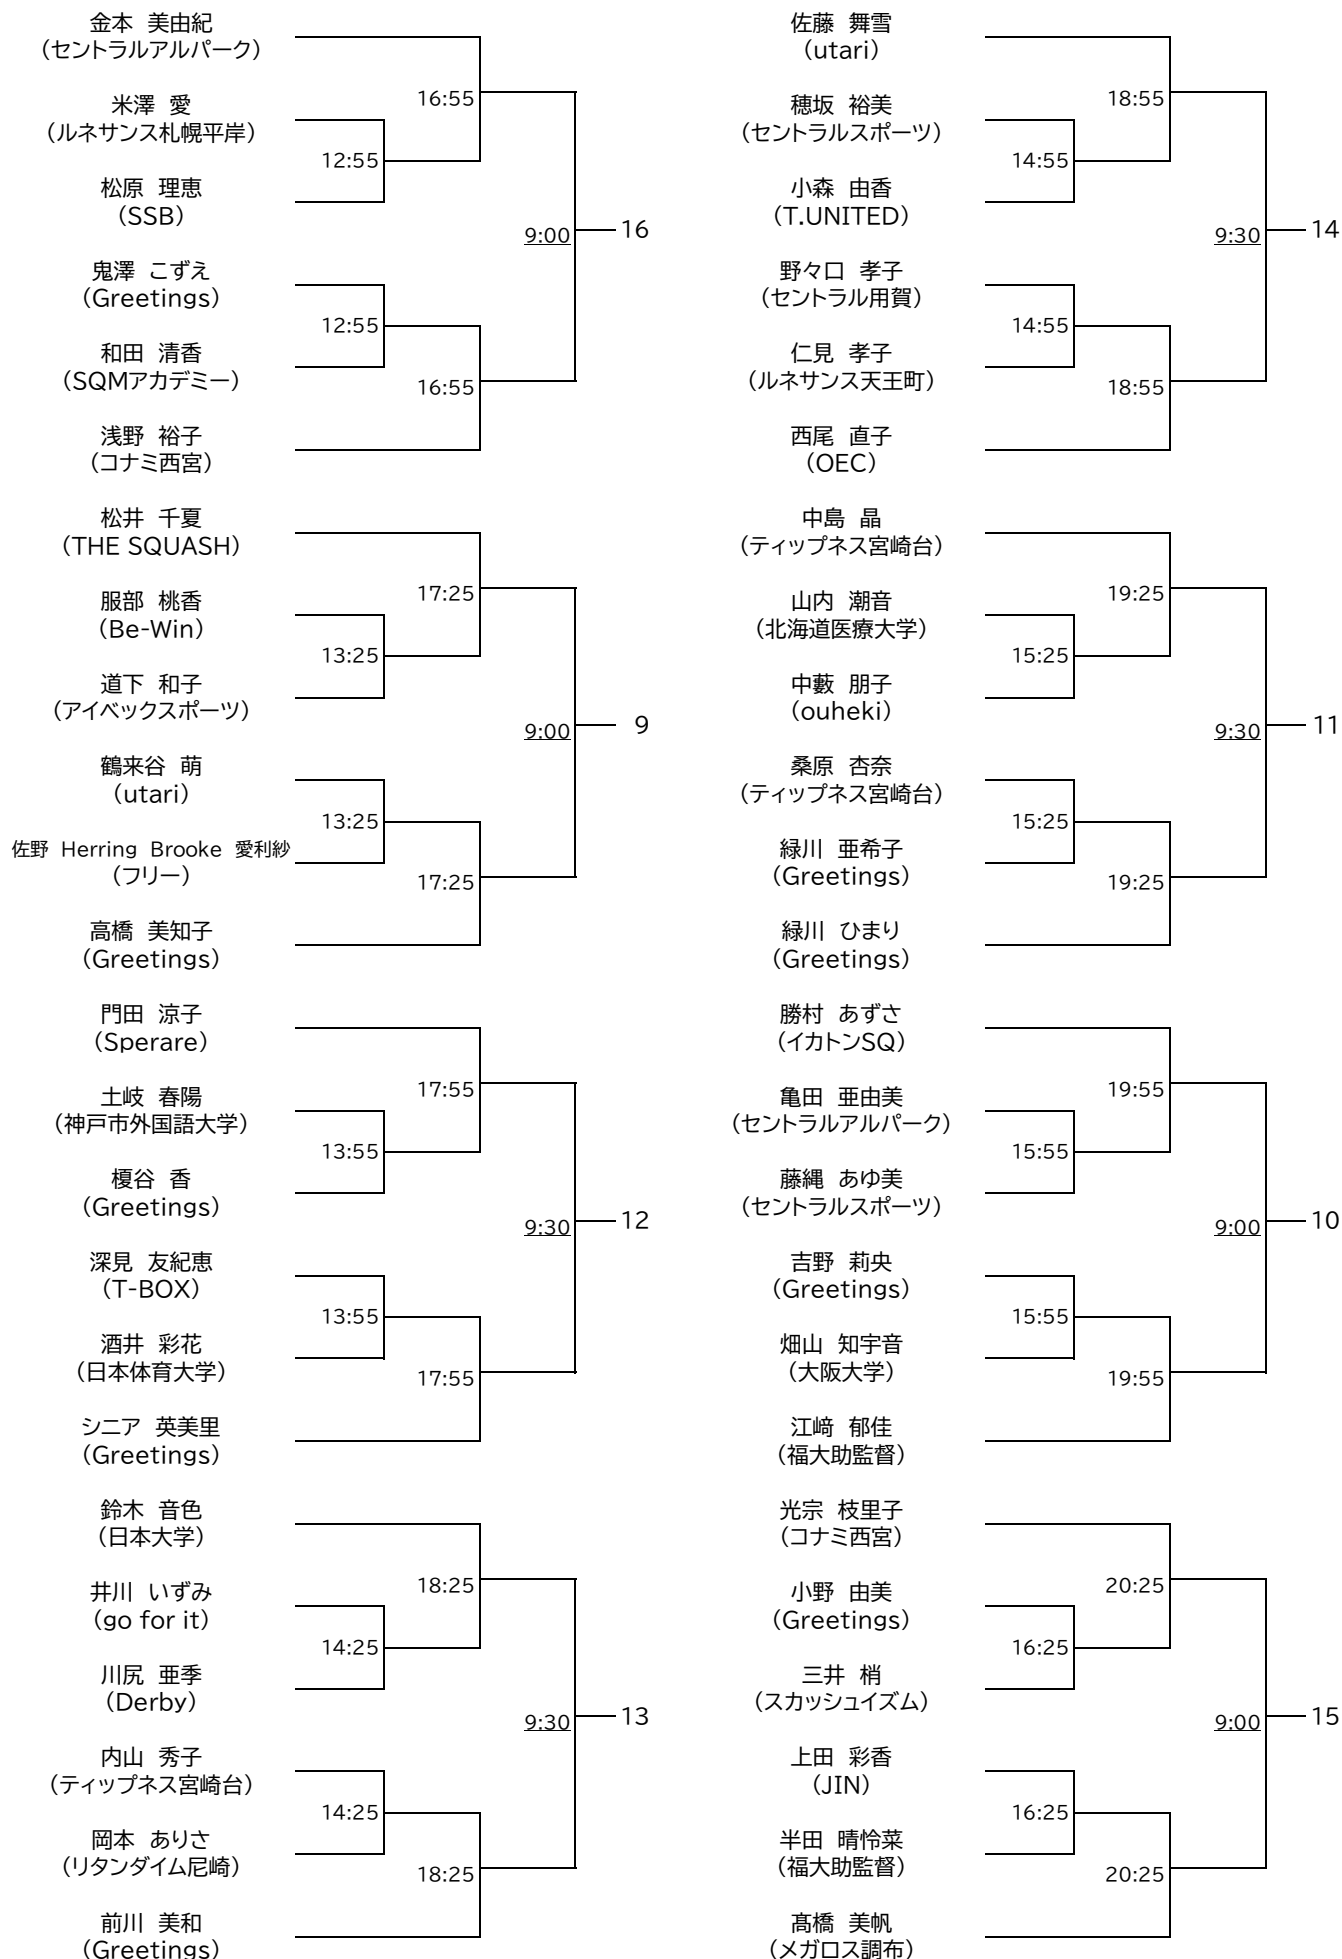 金本 美由紀
(セントラルアルパーク)
16:55
米澤 愛
(ルネサンス札幌平岸)
12:55
松原 理恵
(SSB)
9:00
16
鬼澤 こずえ
(Greetings)
12:55
和田 清香
(SQMアカデミー)
16:55
浅野 裕子
(コナミ西宮)
松井 千夏
(THE SQUASH)
17:25
服部 桃香
(Be-Win)
13:25
道下 和子
(アイベックスポーツ)
9:00
9
鶴来谷 萌
(utari)
13:25
佐野 Herring Brooke 愛利紗
(フリー)
17:25
高橋 美知子
(Greetings)
門田 涼子
(Sperare)
17:55
土岐 春陽
(神戸市外国語大学)
13:55
榎谷 香
(Greetings)
9:30
12
深見 友紀恵
(T-BOX)
13:55
酒井 彩花
(日本体育大学)
17:55
シニア 英美里
(Greetings)
鈴木 音色
(日本大学)
18:25
井川 いずみ
(go for it)
14:25
川尻 亜季
(Derby)
9:30
13
内山 秀子
(ティップネス宮崎台)
14:25
岡本 ありさ
(リタンダイム尼崎)
18:25
前川 美和
(Greetings)
佐藤 舞雪
(utari)
18:55
穂坂 裕美
(セントラルスポーツ)
14:55
小森 由香
(T.UNITED)
9:30
14
野々口 孝子
(セントラル用賀)
14:55
仁見 孝子
(ルネサンス天王町)
18:55
西尾 直子
(OEC)
中島 晶
(ティップネス宮崎台)
19:25
山内 潮音
(北海道医療大学)
15:25
中藪 朋子
(ouheki)
9:30
11
桑原 杏奈
(ティップネス宮崎台)
15:25
緑川 亜希子
(Greetings)
19:25
緑川 ひまり
(Greetings)
勝村 あずさ
(イカトンSQ)
19:55
亀田 亜由美
(セントラルアルパーク)
15:55
藤縄 あゆ美
(セントラルスポーツ)
9:00
10
吉野 莉央
(Greetings)
15:55
畑山 知宇音
(大阪大学)
19:55
江﨑 郁佳
(福大助監督)
光宗 枝里子
(コナミ西宮)
20:25
小野 由美
(Greetings)
16:25
三井 梢
(スカッシュイズム)
9:00
15
上田 彩香
(JIN)
16:25
半田 晴怜菜
(福大助監督)
20:25
髙橋 美帆
(メガロス調布)